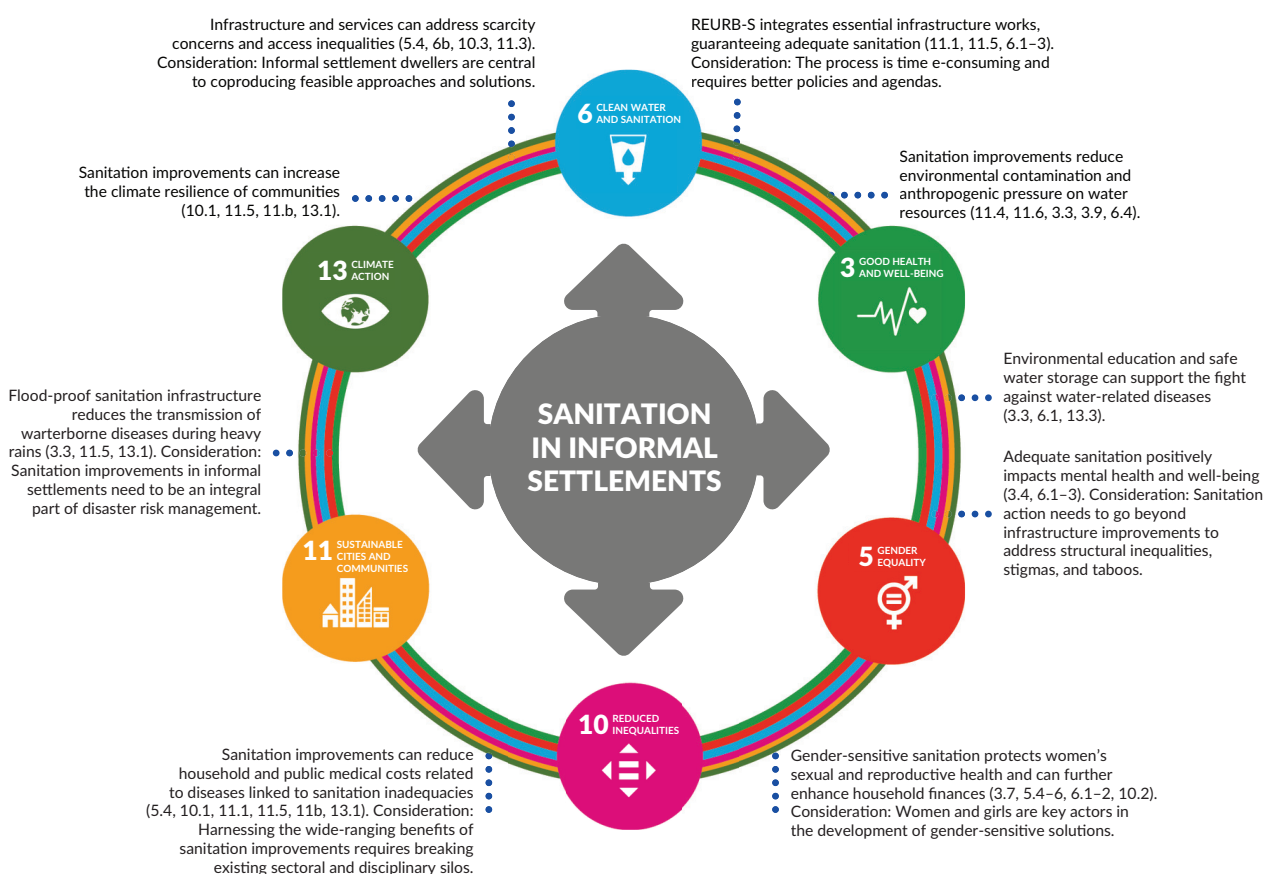 Infrastructure and services can address scarcity
concerns and access inequalities (5.4, 6b, 10.3, 11.3).
Consideration: Informal settlement dwellers are central
to coproducing feasible approaches and solutions.
REURB-S integrates essential infrastructure works,
guaranteeing adequate sanitation (11.1, 11.5, 6.1–3).
Consideration: The process is time e-consuming and
requires better policies and agendas.
6 CLEAN WATER
AND SANITATION
Sanitation improvements can increase
the climate resilience of communities
(10.1, 11.5, 11.b, 13.1).
Sanitation improvements reduce
environmental contamination and
anthropogenic pressure on water
resources (11.4, 11.6, 3.3, 3.9, 6.4).
13 CLIMATE
ACTION
3 GOOD HEALTH
AND WELL-BEING
SANITATION
IN INFORMAL
SETTLEMENTS
Flood-proof sanitation infrastructure
reduces the transmission of
warterborne diseases during heavy
rains (3.3, 11.5, 13.1). Consideration:
Sanitation improvements in informal
settlements need to be an integral
part of disaster risk management.
Environmental education and safe
water storage can support the fight
against water-related diseases
(3.3, 6.1, 13.3).
Adequate sanitation positively
impacts mental health and well-being
(3.4, 6.1–3). Consideration: Sanitation
action needs to go beyond
infrastructure improvements to
address structural inequalities,
stigmas, and taboos.
11 SUSTAINABLE
CITIES AND
COMMUNITIES
5 GENDER
EQUALITY
10 REDUCED
INEQUALITIES
Sanitation improvements can reduce
household and public medical costs related
to diseases linked to sanitation inadequacies
(5.4, 10.1, 11.1, 11.5, 11b, 13.1). Consideration:
Harnessing the wide-ranging benefits of
sanitation improvements requires breaking
existing sectoral and disciplinary silos.
Gender-sensitive sanitation protects women's
sexual and reproductive health and can further
enhance household finances (3.7, 5.4–6, 6.1–2, 10.2).
Consideration: Women and girls are key actors in
the development of gender-sensitive solutions.